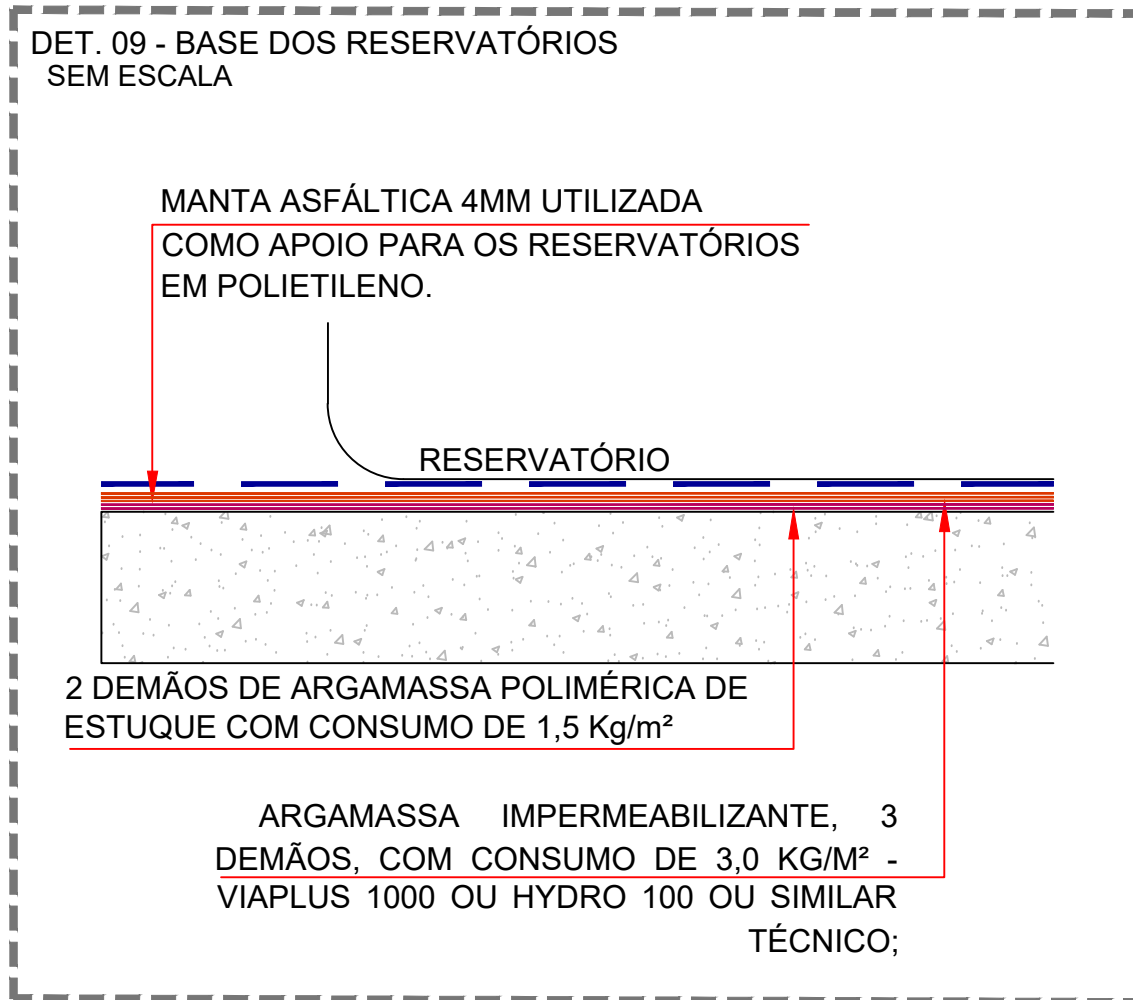 DET. 09 - BASE DOS RESERVATÓRIOS
SEM ESCALA
MANTA ASFÁLTICA 4MM UTILIZADA
COMO APOIO PARA OS RESERVATÓRIOS
EM POLIETILENO.
RESERVATÓRIO
2 DEMÃOS DE ARGAMASSA POLIMÉRICA DE
ESTUQUE COM CONSUMO DE 1,5 Kg/m²
ARGAMASSA IMPERMEABILIZANTE, 3
DEMÃOS, COM CONSUMO DE 3,0 KG/M² -
VIAPLUS 1000 OU HYDRO 100 OU SIMILAR
TÉCNICO;